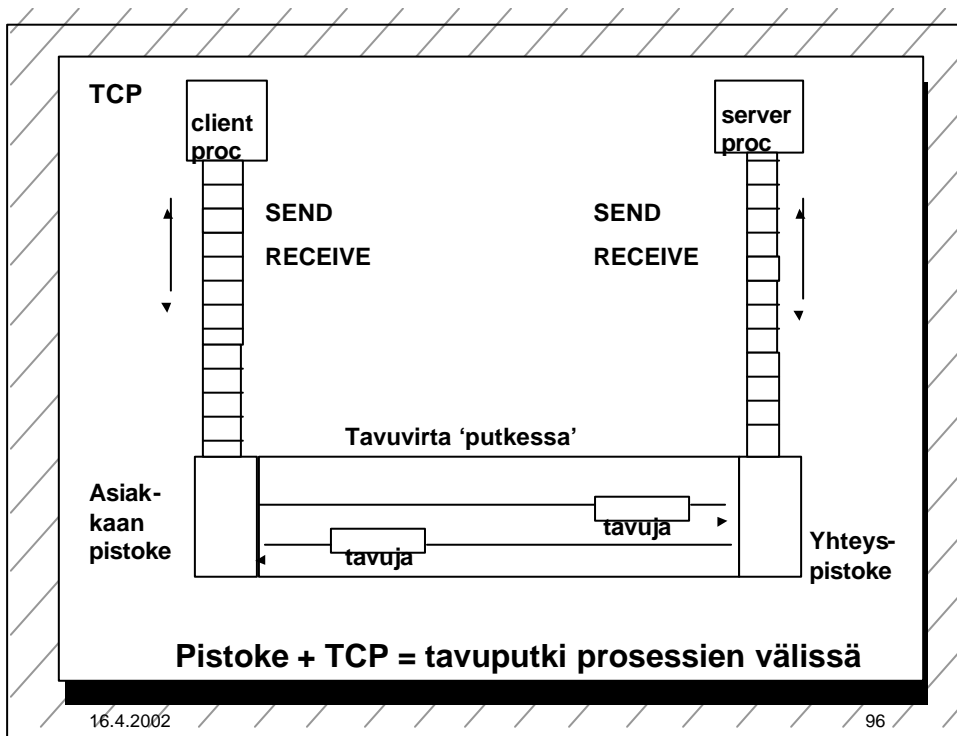 TCP
client
proc
server
proc
SEND
RECEIVE
SEND
RECEIVE
Tavuvirta ‘putkessa’
Asiak-
kaan
pistoke
tavuja
tavuja
Yhteys-
pistoke
Pistoke + TCP = tavuputki prosessien välissä
16.4.2002
96